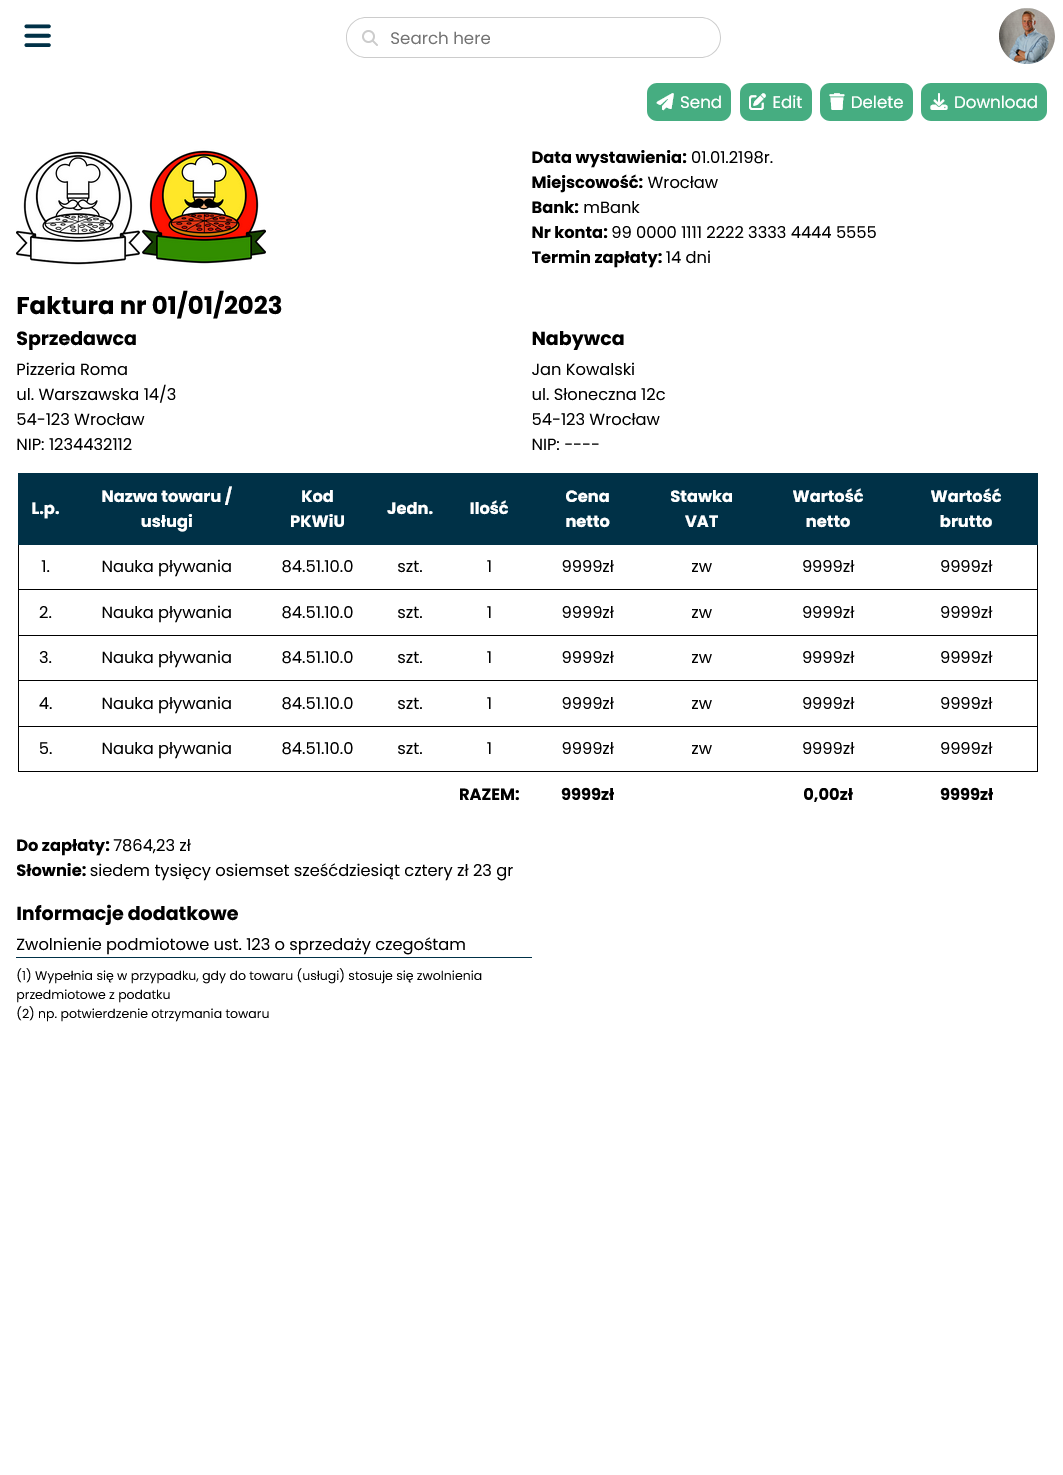 Search here
Send Edit Delete Download
Data wystawienia: 01.01.2198r.
Miejscowość: Wrocław
Bank: mBank
Nr konta: 99 0000 1111 2222 3333 4444 5555
Termin zapłaty: 14 dni
Faktura nr 01/01/2023
Sprzedawca
Pizzeria Roma
ul. Warszawska 14/3
54-123 Wrocław
NIP: 1234432112
Nabywca
Jan Kowalski
ul. Słoneczna 12c
54-123 Wrocław
NIP: ----
L.p. Nazwa towaru / usługi Kod PKWiU Jedn. Ilość Cena netto Stawka VAT Wartość netto Wartość brutto
1. Nauka pływania 84.51.10.0 szt. 1 9999zł zw 9999zł 9999zł
2. Nauka pływania 84.51.10.0 szt. 1 9999zł zw 9999zł 9999zł
3. Nauka pływania 84.51.10.0 szt. 1 9999zł zw 9999zł 9999zł
4. Nauka pływania 84.51.10.0 szt. 1 9999zł zw 9999zł 9999zł
5. Nauka pływania 84.51.10.0 szt. 1 9999zł zw 9999zł 9999zł
RAZEM: 9999zł 0,00zł 9999zł
Do zapłaty: 7864,23 zł
Słownie: siedem tysięcy osiemset sześćdziesiąt cztery zł 23 gr
Informacje dodatkowe
Zwolnienie podmiotowe ust. 123 o sprzedaży czegośtam
(1) Wypełnia się w przypadku, gdy do towaru (usługi) stosuje się zwolnienia
przedmiotowe z podatku
(2) np. potwierdzenie otrzymania towaru